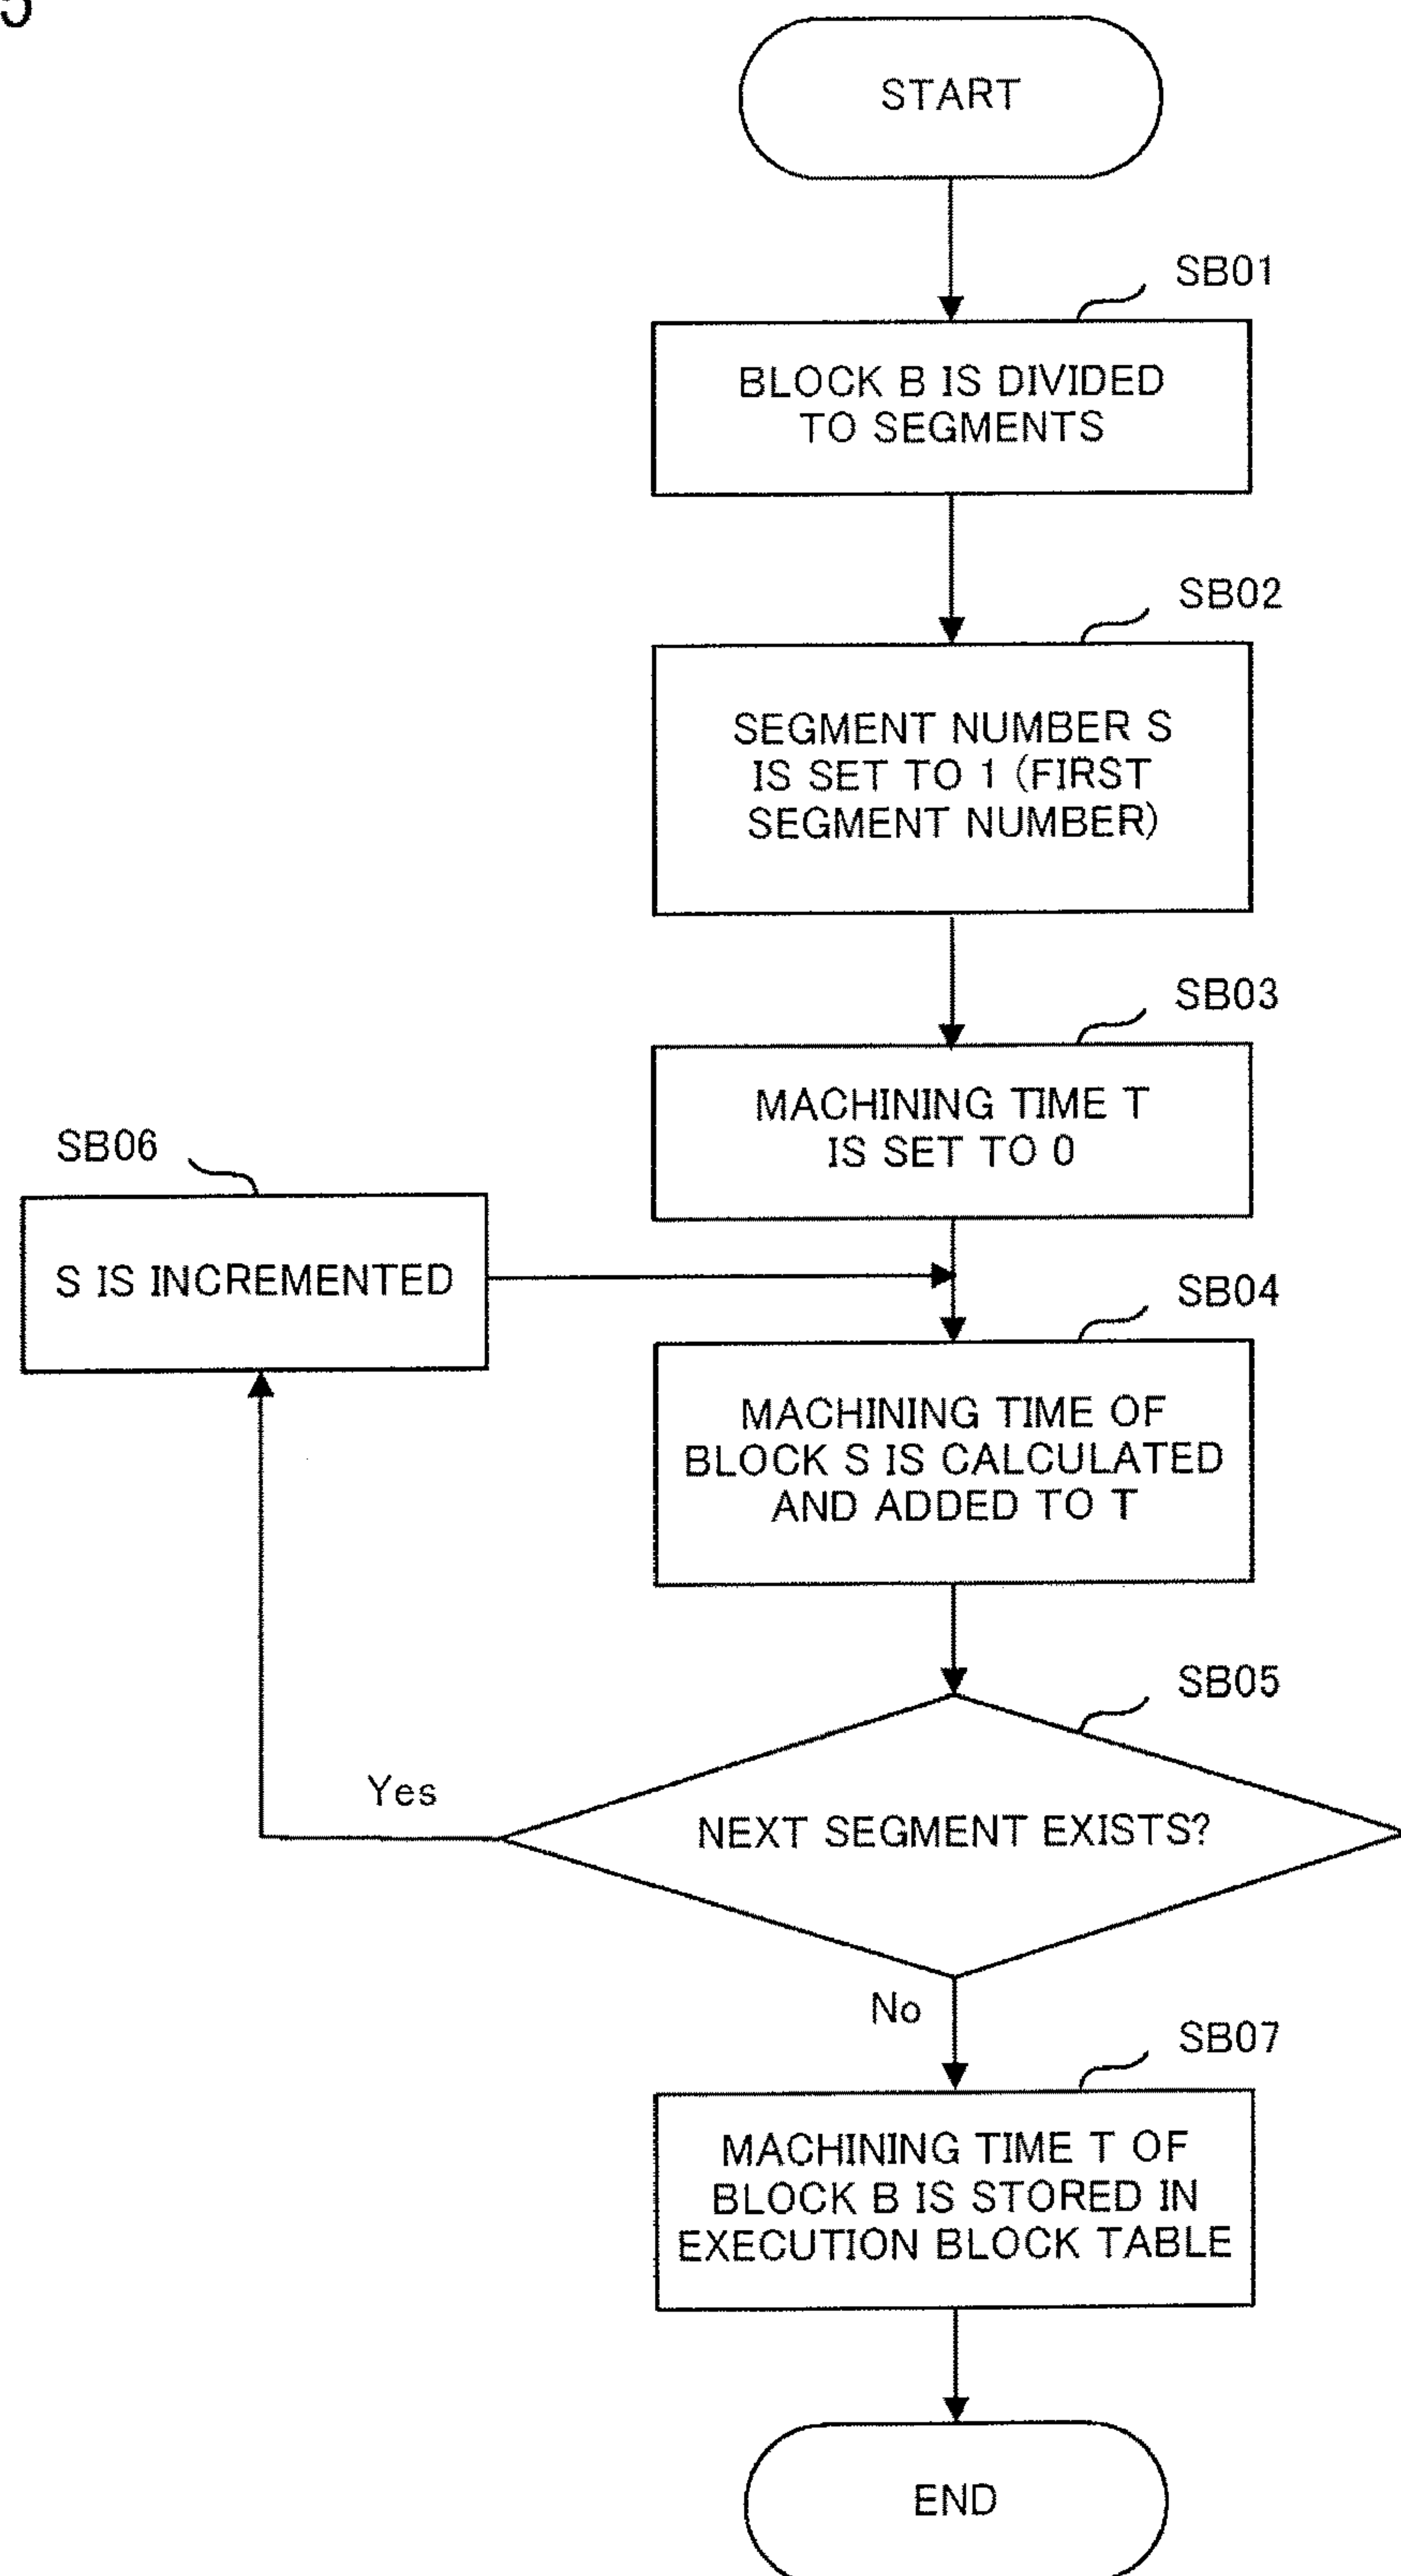 5
START
SB01
BLOCK B IS DIVIDED
TO SEGMENTS
SB02
SEGMENT NUMBER S
IS SET TO 1 (FIRST
SEGMENT NUMBER)
SB03
MACHINING TIME T
IS SET TO 0
SB06
S IS INCREMENTED
SB04
MACHINING TIME OF
BLOCK S IS CALCULATED
AND ADDED TO T
SB05
NEXT SEGMENT EXISTS?
Yes
No
SB07
MACHINING TIME T OF
BLOCK B IS STORED IN
EXECUTION BLOCK TABLE
END